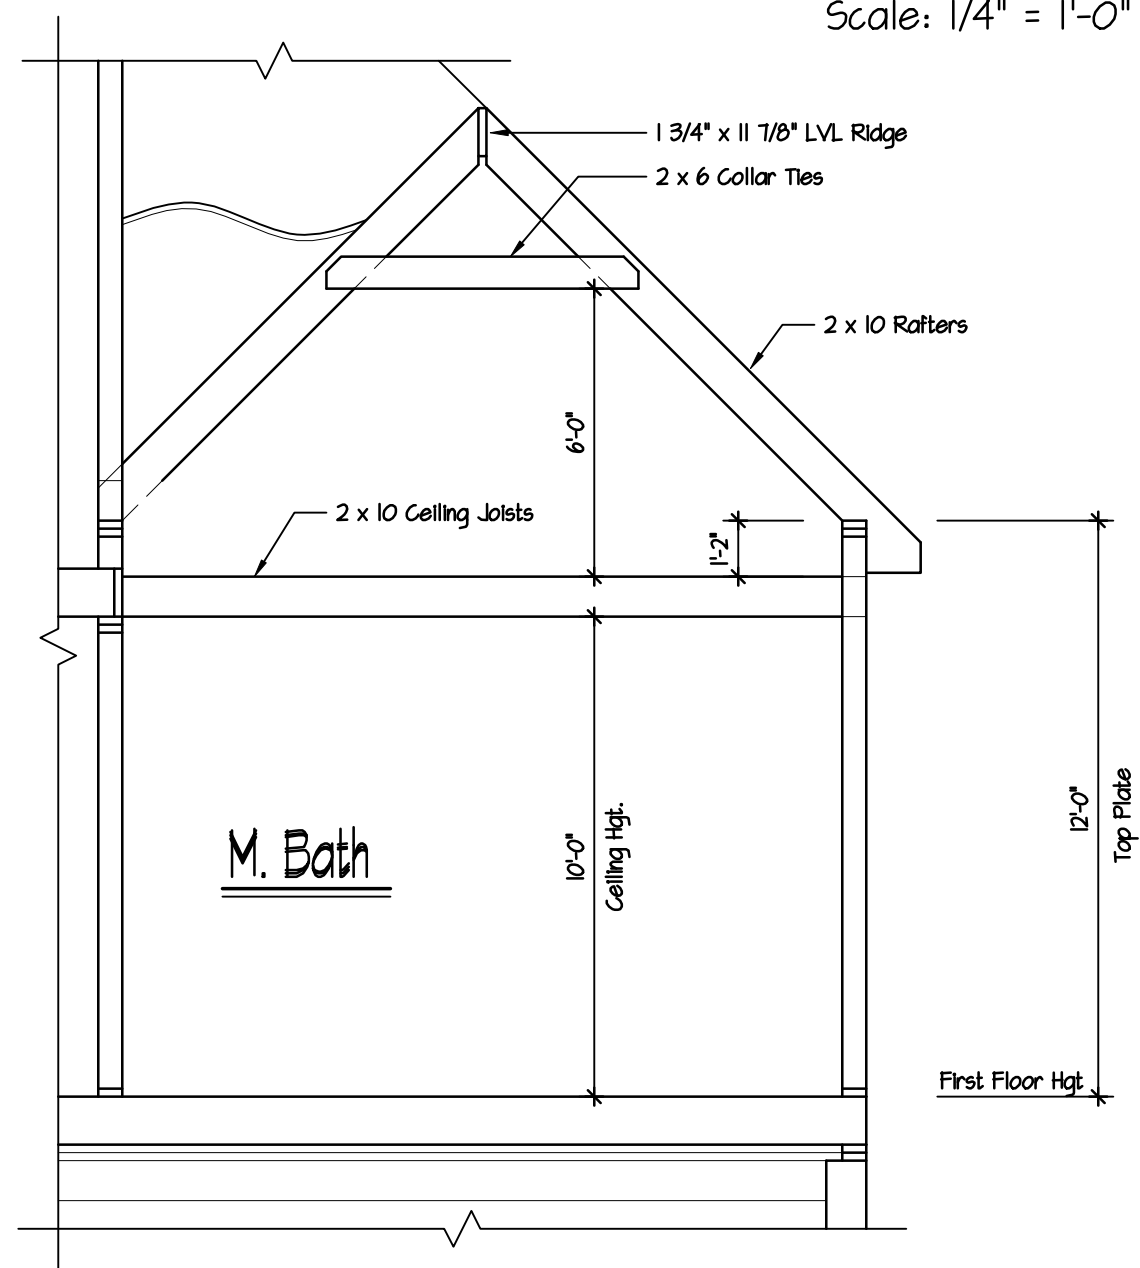 Scale: 1/4" = 1'-0"
1 3/4" x 11 7/8" LVL Ridge
2 x 6 Collar Ties
2 x 10 Rafters
6'-0"
2 x 10 Ceiling Joists
1'-2"
M. Bath
10'-0"
Ceiling Hgt.
12'-0"
Top Plate
First Floor Hgt